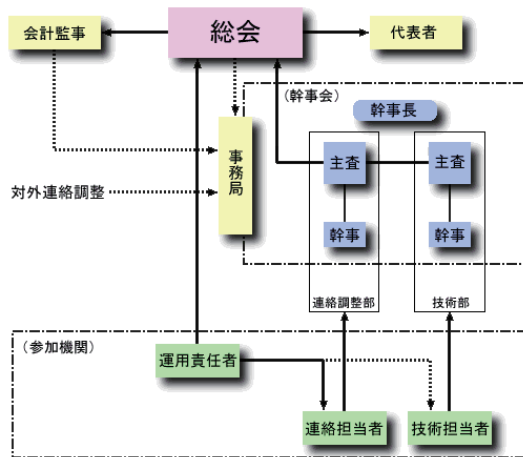 会計監事
総会
代表者
（幹事会）
幹事長
事務局
主査
主査
対外連絡調整
幹事
幹事
連絡調整部
技術部
（参加機関）
運用責任者
連絡担当者
技術担当者